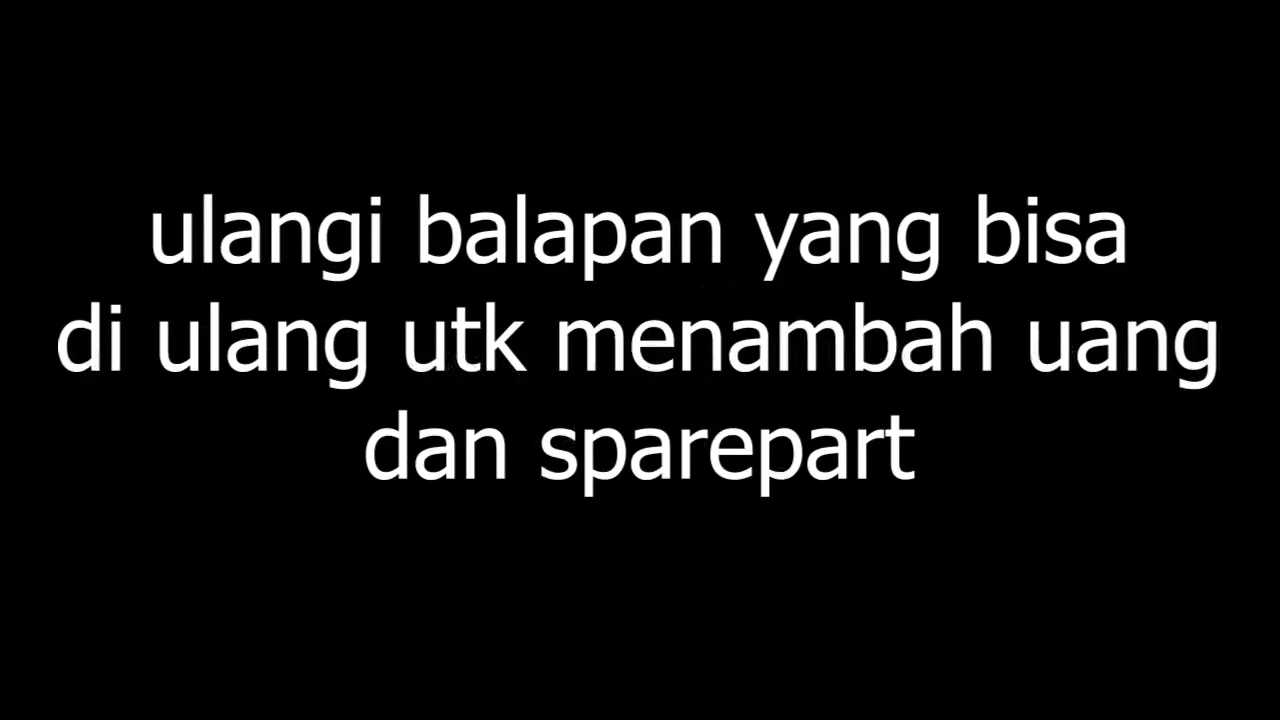 ulangi balapan yang bisa
di ulang utk menambah uang
dan sparepart